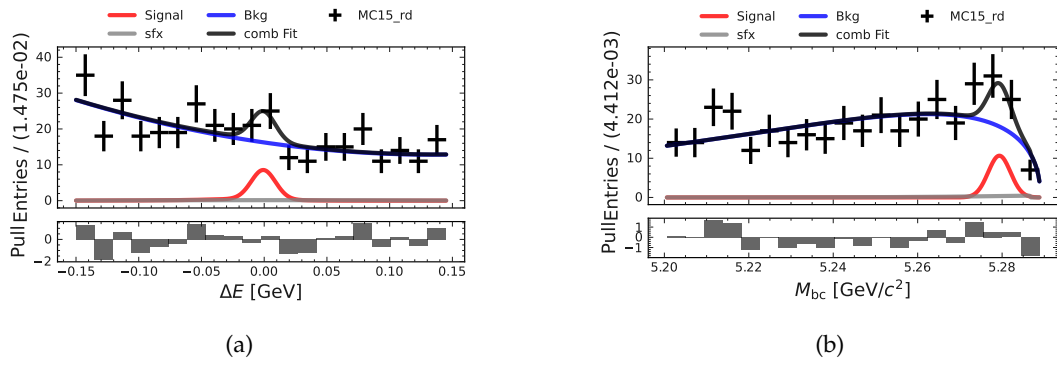 Signal Bkg MC15_rd
sfx comb Fit
Entries / (1.475e-02)
40
30
20
10
0
Pull
0
−2
−0.15 −0.10 −0.05 0.00 0.05 0.10 0.15
ΔE [GeV]
(a)
Signal Bkg MC15_rd
sfx comb Fit
Entries / (4.412e-03)
30
20
10
0
Pull
1
0
−1
5.20 5.22 5.24 5.26 5.28
M_bc [GeV/c²]
(b)